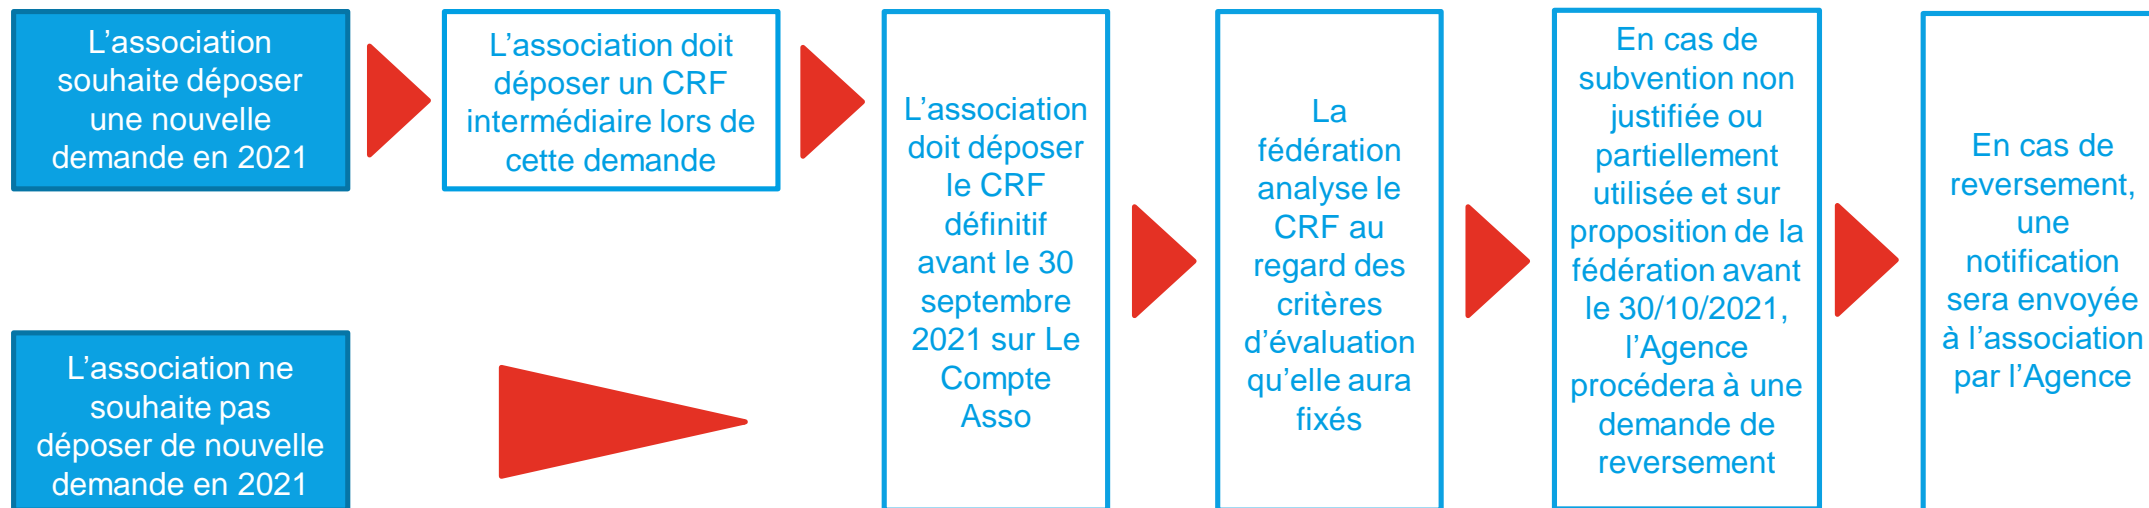 L’association
souhaite déposer
une nouvelle
demande en 2021
L’association doit
déposer un CRF
intermédiaire lors de
cette demande
L’association ne
souhaite pas
déposer de nouvelle
demande en 2021
L’association
doit déposer
le CRF
définitif
avant le 30
septembre
2021 sur Le
Compte
Asso
La
fédération
analyse le
CRF au
regard des
critères
d’évaluation
qu’elle aura
fixés
En cas de
subvention non
justifiée ou
partiellement
utilisée et sur
proposition de la
fédération avant
le 30/10/2021,
l’Agence
procédera à une
demande de
reversement
En cas de
reversement,
une
notification
sera envoyée
à l’association
par l’Agence